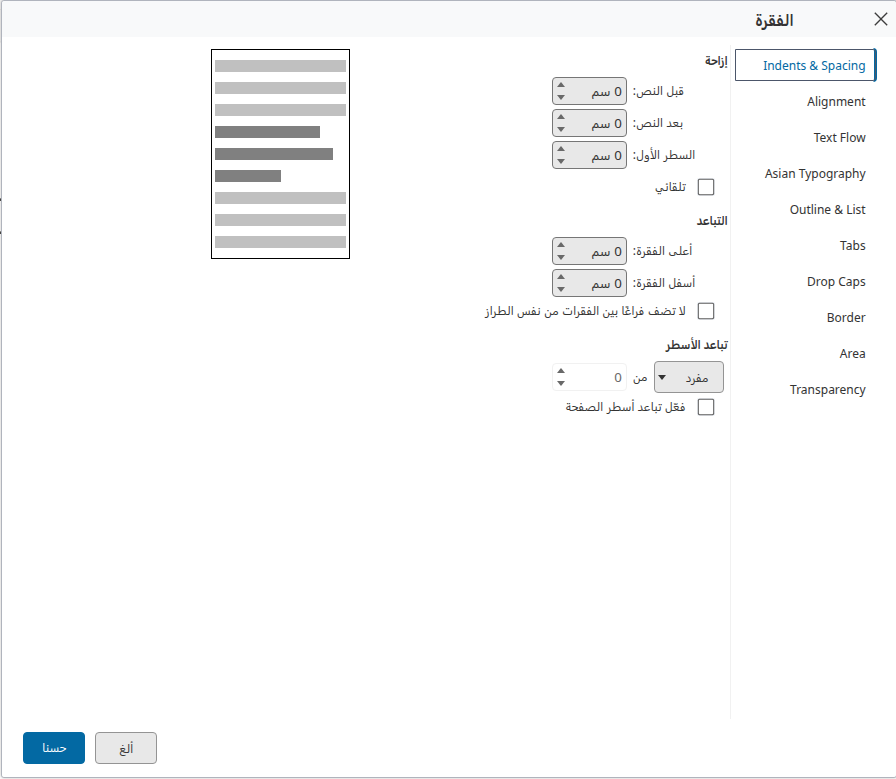 الفقرة
Indents & Spacing
Alignment
Text Flow
Asian Typography
Outline & List
Tabs
Drop Caps
Border
Area
Transparency
إزاحة
قبل النص: 0 سم
بعد النص: 0 سم
السطر الأول: 0 سم
تلقائي
التباعد
أعلى الفقرة: 0 سم
أسفل الفقرة: 0 سم
لا تضف فراغًا بين الفقرات من نفس الطراز
تباعد الأسطر
مفرد من 0
فعّل تباعد أسطر الصفحة
ألغ
حسنا